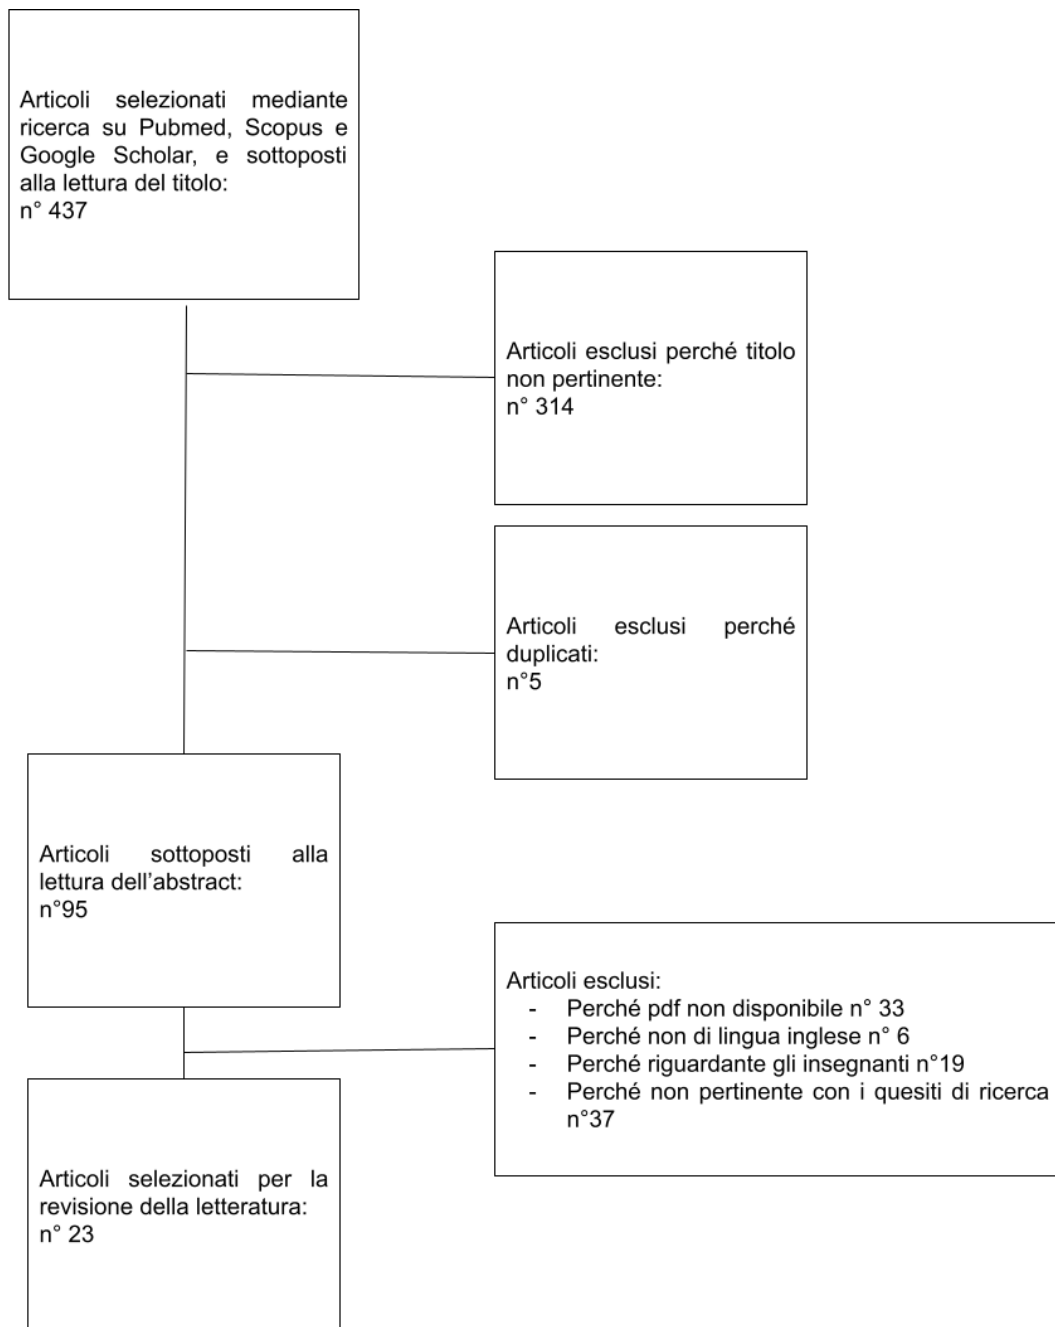 Articoli selezionati mediante
ricerca su Pubmed, Scopus e
Google Scholar, e sottoposti
alla lettura del titolo:
n° 437
Articoli esclusi perché titolo
non pertinente:
n° 314
Articoli esclusi perché
duplicati:
n°5
Articoli sottoposti alla
lettura dell’abstract:
n°95
Articoli esclusi:
- Perché pdf non disponibile n° 33
- Perché non di lingua inglese n° 6
- Perché riguardante gli insegnanti n°19
- Perché non pertinente con i quesiti di ricerca
n°37
Articoli selezionati per la
revisione della letteratura:
n° 23